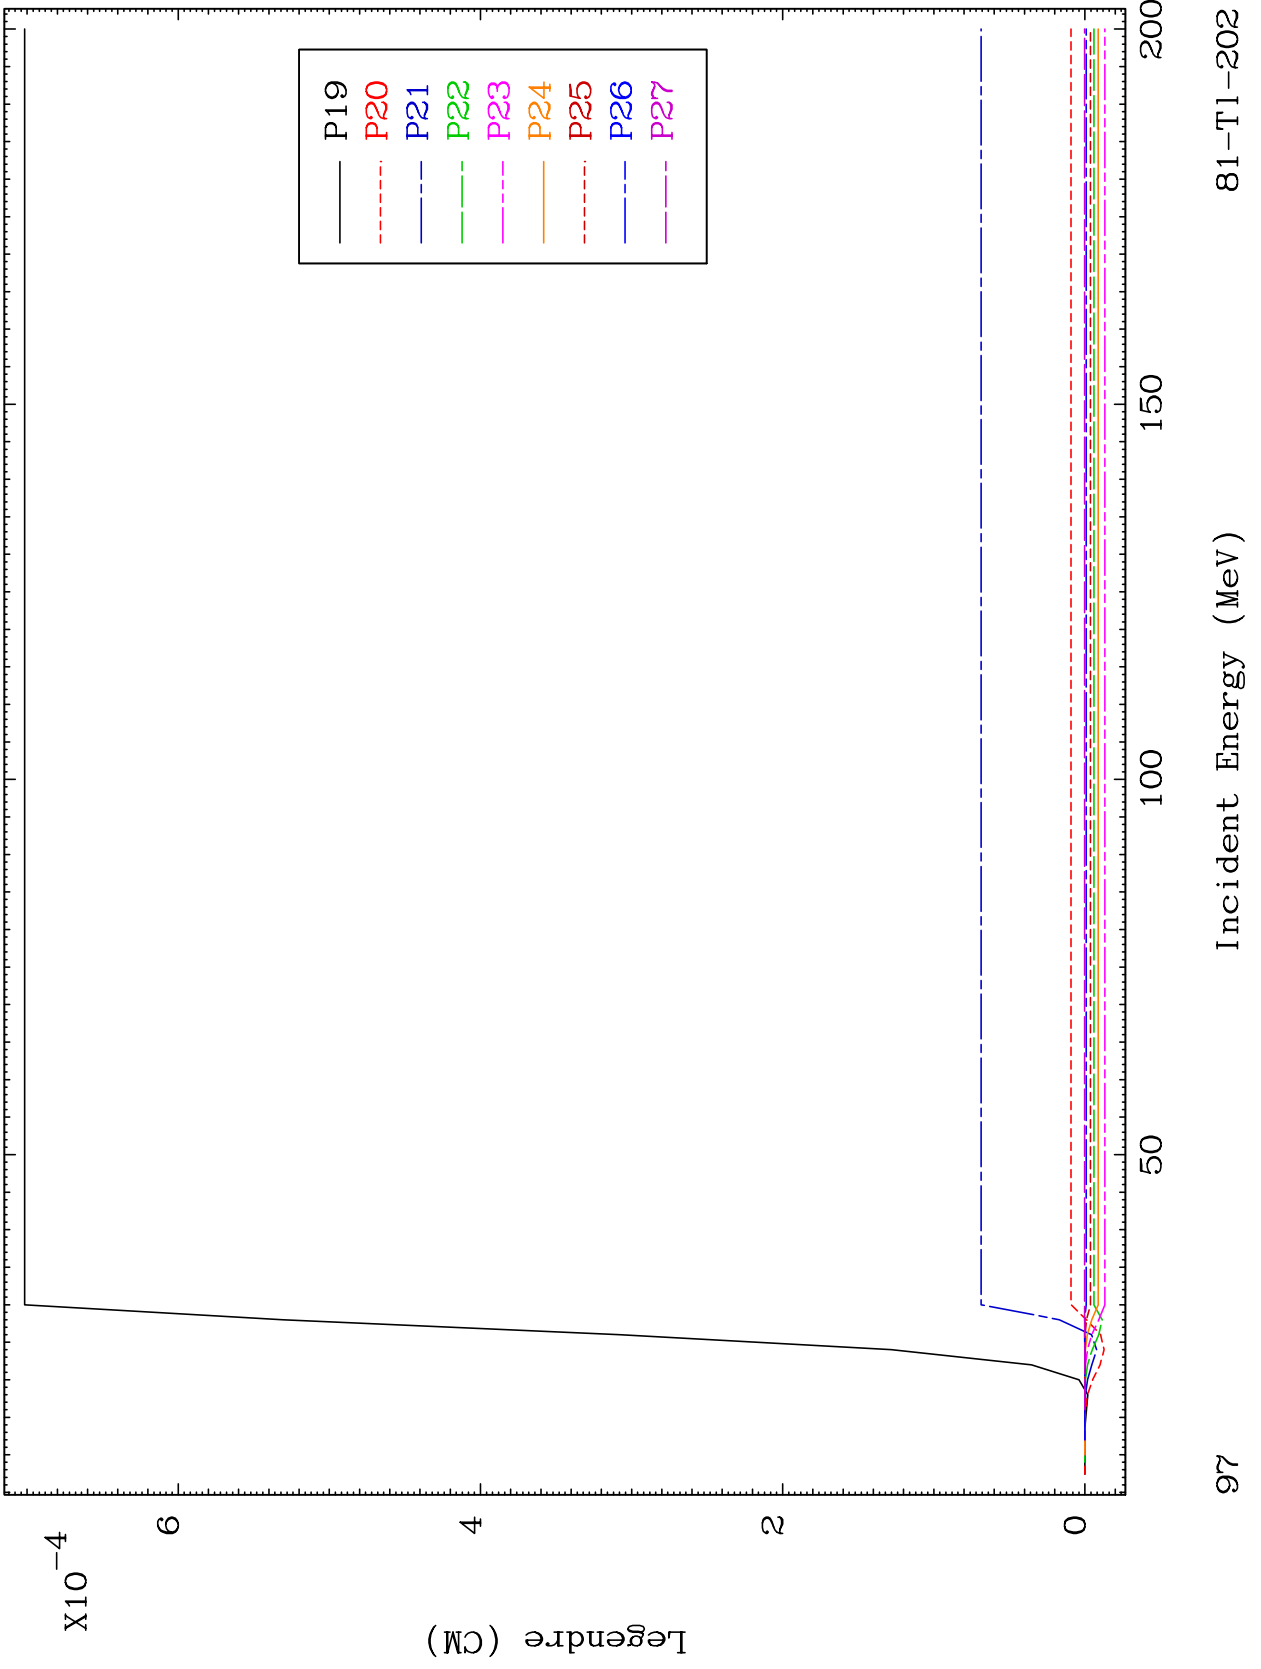 X10
-4
6
4
2
0
Legendre (CM)
P19
P20
P21
P22
P23
P24
P25
P26
P27
50
100
150
200
97
Incident Energy (MeV)
81-Tl-202